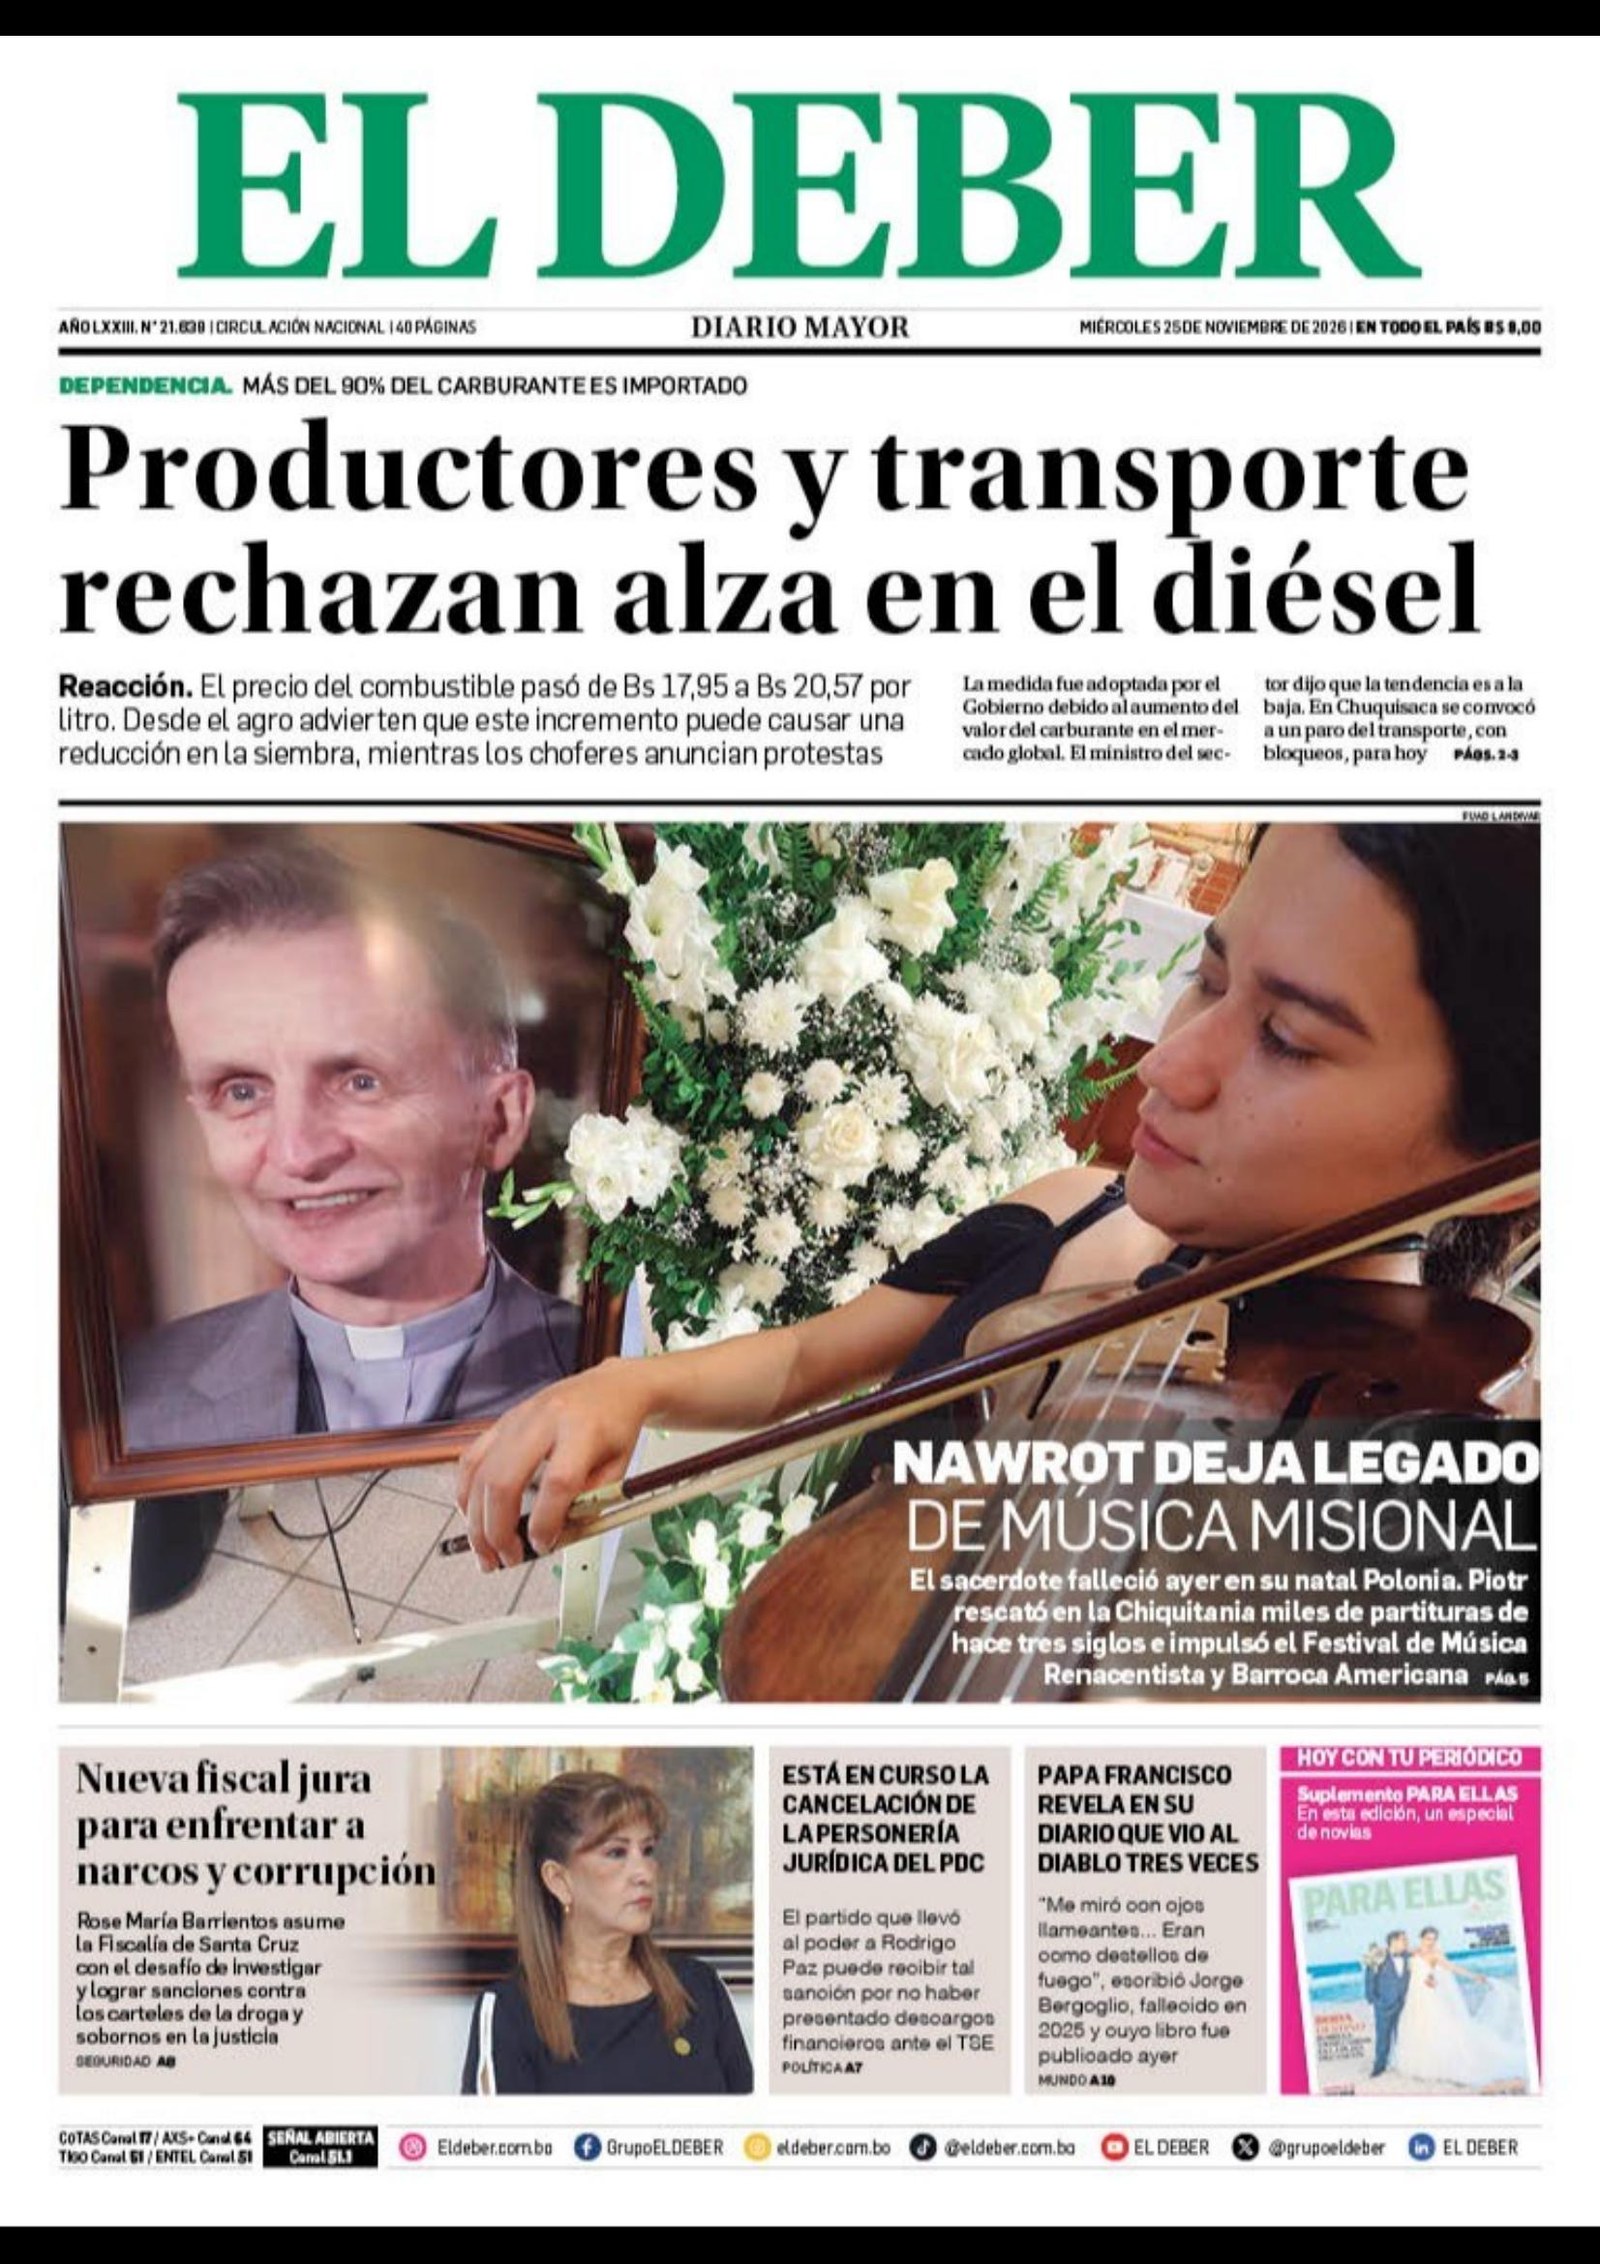 EL DEBER
AÑO LXXIII. N° 21.638 | CIRCULACIÓN NACIONAL | 40 PÁGINAS
DIARIO MAYOR
MIÉRCOLES 25 DE NOVIEMBRE DE 2026 | EN TODO EL PAÍS BS 8,00
DEPENDENCIA. MÁS DEL 90% DEL CARBURANTE ES IMPORTADO
Productores y transporte
rechazan alza en el diésel
Reacción. El precio del combustible pasó de Bs 17,95 a Bs 20,57 por
litro. Desde el agro advierten que este incremento puede causar una
reducción en la siembra, mientras los choferes anuncian protestas
La medida fue adoptada por el
Gobierno debido al aumento del
valor del carburante en el mer-
cado global. El ministro del sec-
tor dijo que la tendencia es a la
baja. En Chuquisaca se convocó
a un paro del transporte, con
bloqueos, para hoy PÁGS. 2-3
FUAD LANDIVAR
NAWROT DEJA LEGADO
DE MÚSICA MISIONAL
El sacerdote falleció ayer en su natal Polonia. Piotr
rescató en la Chiquitania miles de partituras de
hace tres siglos e impulsó el Festival de Música
Renacentista y Barroca Americana PÁG. 5
Nueva fiscal jura
para enfrentar a
narcos y corrupción
Rose María Barrientos asume
la Fiscalía de Santa Cruz
con el desafío de investigar
y lograr sanciones contra
los carteles de la droga y
sobornos en la justicia
SEGURIDAD A8
ESTÁ EN CURSO LA
CANCELACIÓN DE
LA PERSONERÍA
JURÍDICA DEL PDC
El partido que llevó
al poder a Rodrigo
Paz puede recibir tal
sanción por no haber
presentado descargos
financieros ante el TSE
POLÍTICA A7
PAPA FRANCISCO
REVELA EN SU
DIARIO QUE VIO AL
DIABLO TRES VECES
"Me miró con ojos
llameantes... Eran
como destellos de
fuego", escribió Jorge
Bergoglio, fallecido en
2025 y cuyo libro fue
publicado ayer
MUNDO A10
HOY CON TU PERIÓDICO
Suplemento PARA ELLAS
En esta edición, un especial
de novias
PARA ELLAS
COTAS Canal 17 / AXS+ Canal 64
TIGO Canal 51 / ENTEL Canal 51
SEÑAL ABIERTA
Canal 51.1
Eldeber.com.bo
GrupoELDEBER
eldeber.com.bo
@eldeber.com.bo
EL DEBER
@grupoeldeber
EL DEBER